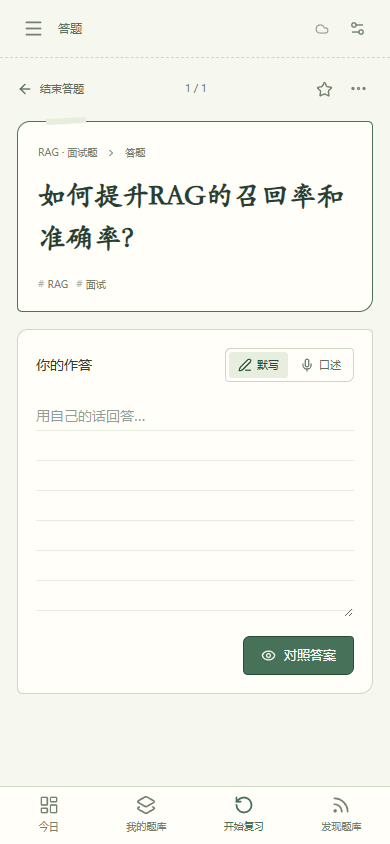 答题
结束答题
1 / 1
RAG · 面试题 > 答题
如何提升RAG的召回率和
准确率?
# RAG # 面试
你的作答
默写
口述
用自己的话回答...
对照答案
今日
我的题库
开始复习
发现题库